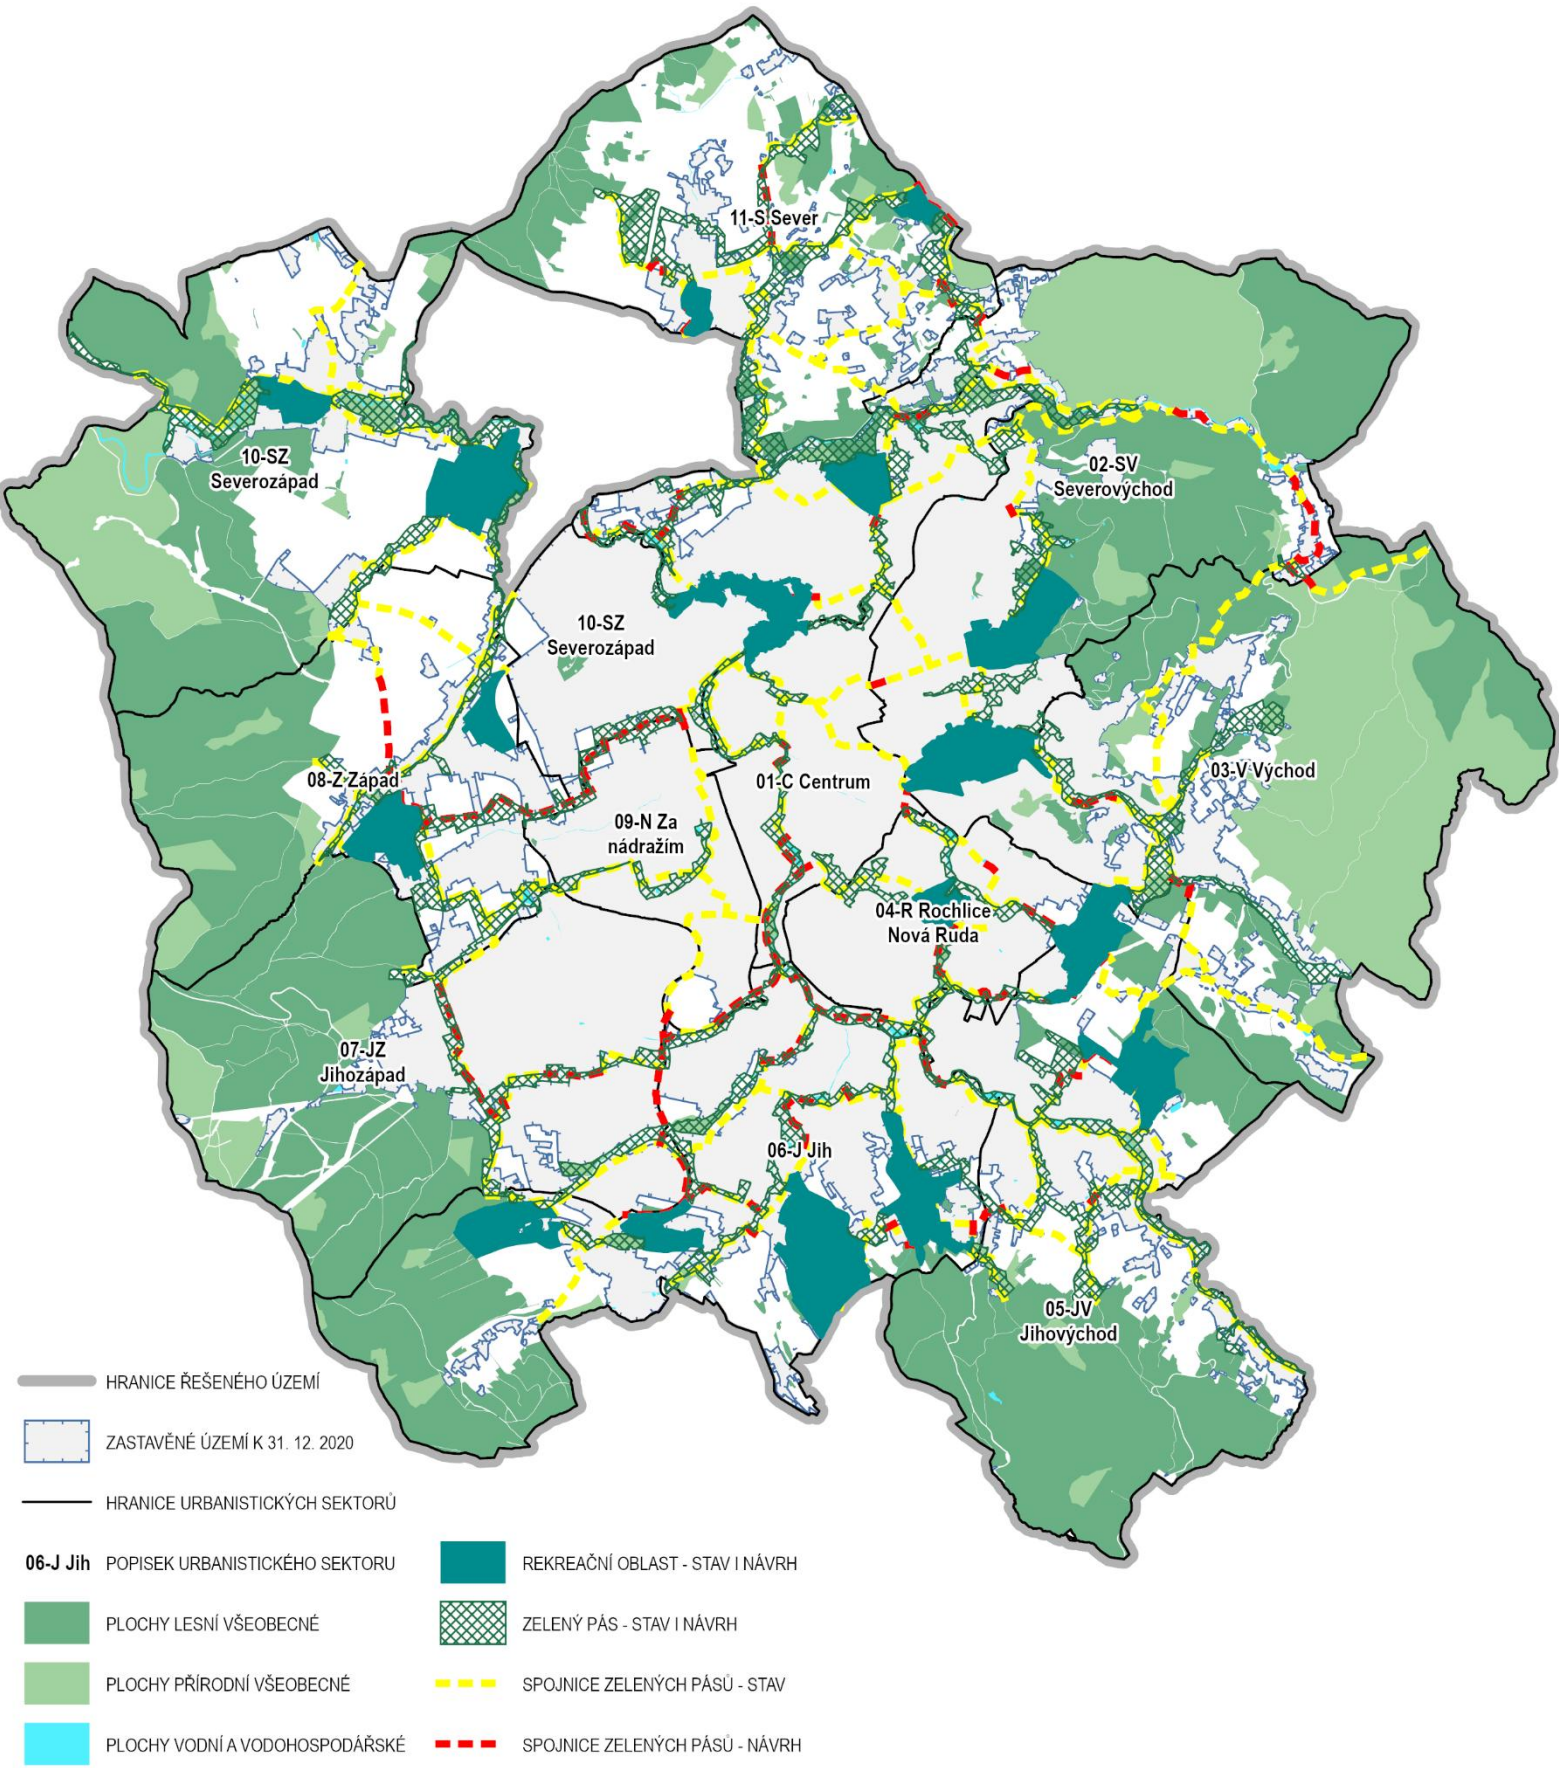 11-S Sever
10-SZ
Severozápad
02-SV
Severovýchod
10-SZ
Severozápad
08-Z Západ
03-V Východ
01-C Centrum
09-N Za
nádražím
04-R Rochlice
Nová Ruda
07-JZ
Jihozápad
06-J Jih
05-JV
Jihovýchod
HRANICE ŘEŠENÉHO ÚZEMÍ
ZASTAVĚNÉ ÚZEMÍ K 31. 12. 2020
HRANICE URBANISTICKÝCH SEKTORŮ
06-J Jih POPISEK URBANISTICKÉHO SEKTORU
PLOCHY LESNÍ VŠEOBECNÉ
PLOCHY PŘÍRODNÍ VŠEOBECNÉ
PLOCHY VODNÍ A VODOHOSPODÁŘSKÉ
REKREAČNÍ OBLAST - STAV I NÁVRH
ZELENÝ PÁS - STAV I NÁVRH
SPOJNICE ZELENÝCH PÁSŮ - STAV
SPOJNICE ZELENÝCH PÁSŮ - NÁVRH